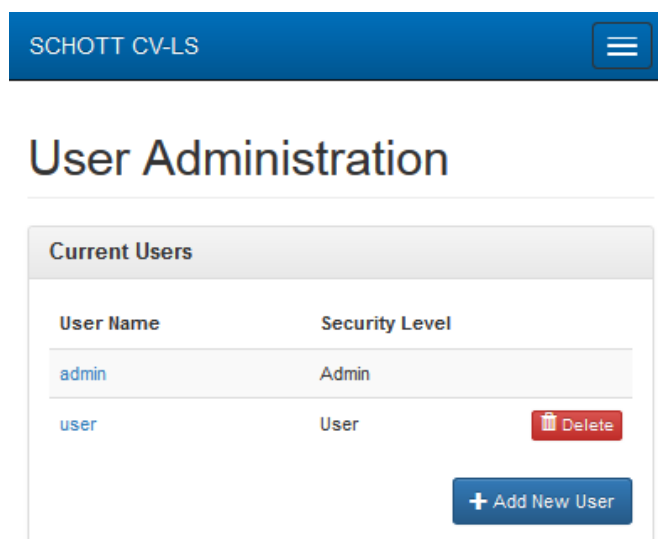 SCHOTT CV-LS
User Administration
Current Users
User Name Security Level
admin Admin
user User Delete
Add New User